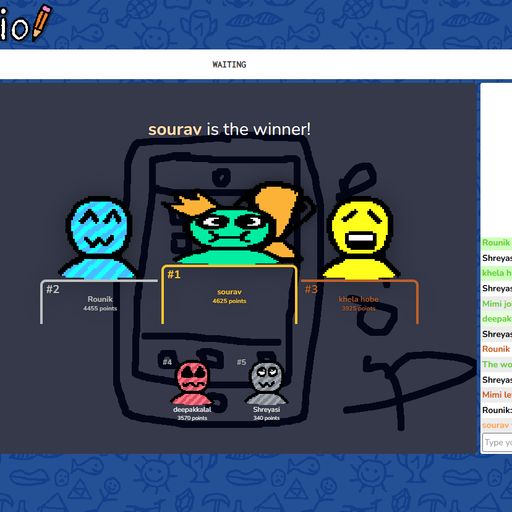 io
WAITING
sourav is the winner!
#1
sourav
4625 points
#2
Rounik
4455 points
#3
khela hobe
3925 points
#4
deepakkalal
3570 points
#5
Shreyasi
340 points
Rounik
Shreyas
khela h
Shreyas
Mimi jo
deepak
Shreyas
Rounik
The wo
Shreyas
Mimi le
Rounik:
sourav
Type yo